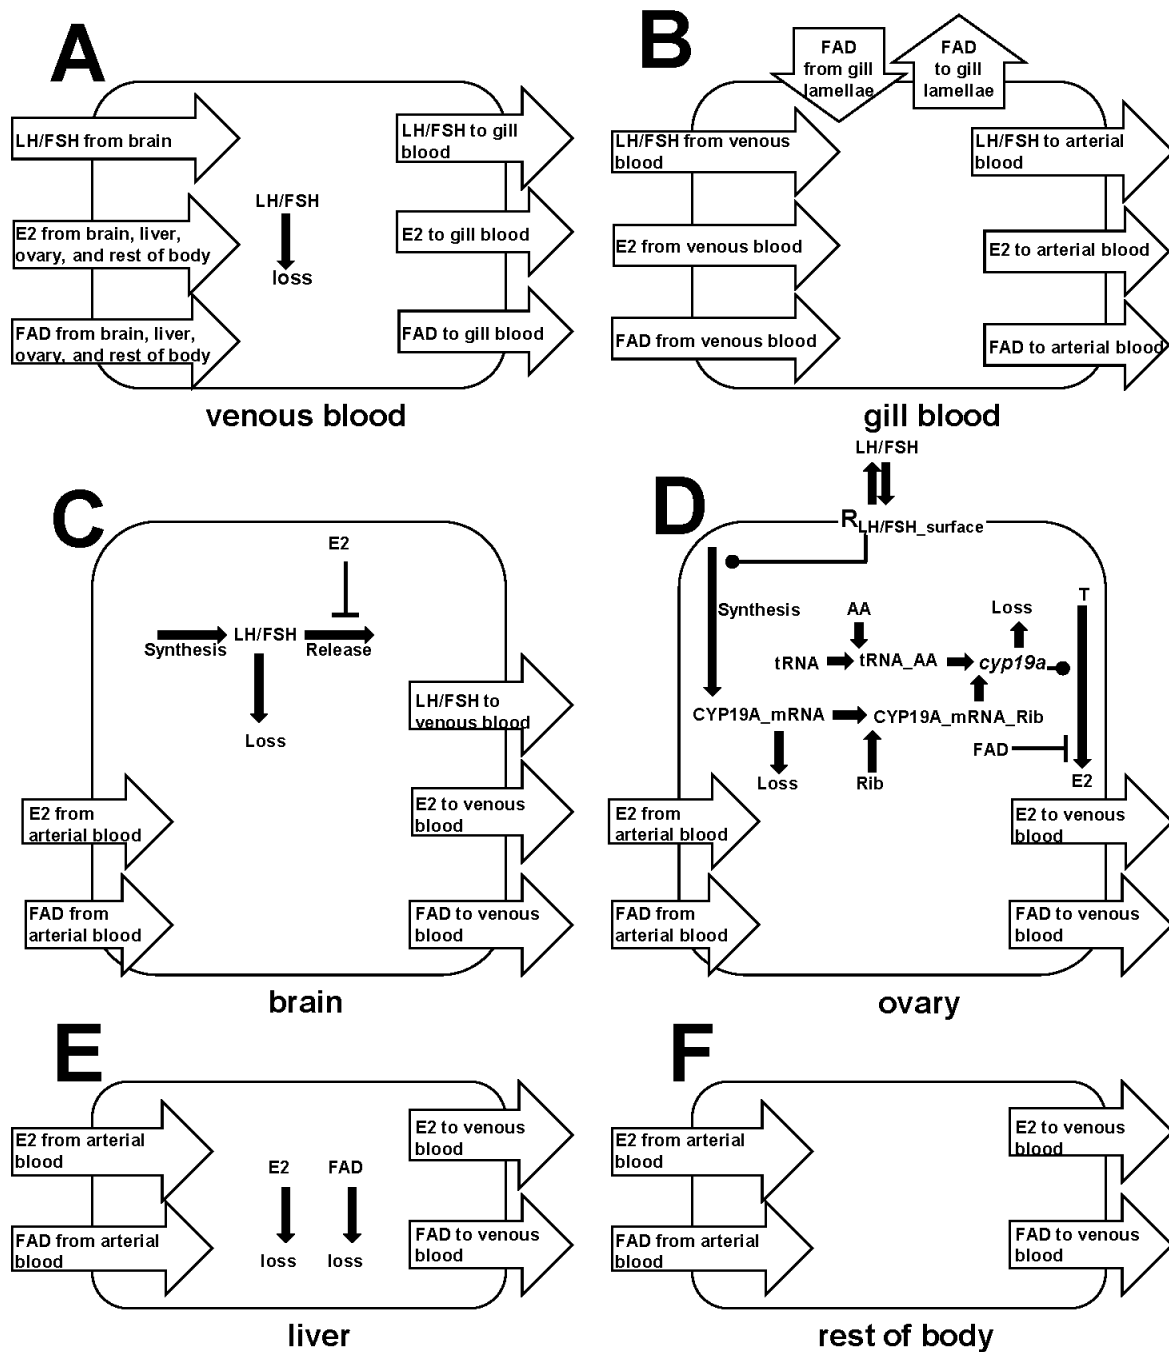 A
LH/FSH from brain
E2 from brain, liver,
ovary, and rest of body
FAD from brain, liver,
ovary, and rest of body
LH/FSH
loss
LH/FSH to gill
blood
E2 to gill blood
FAD to gill blood
venous blood
B
FAD
from gill
lamellae
FAD
to gill
lamellae
LH/FSH from venous
blood
E2 from venous blood
FAD from venous blood
LH/FSH to arterial
blood
E2 to arterial blood
FAD to arterial blood
gill blood
C
E2
Synthesis
LH/FSH
Release
Loss
E2 from
arterial blood
FAD from
arterial blood
LH/FSH to
venous blood
E2 to venous
blood
FAD to venous
blood
brain
D
LH/FSH
RLH/FSH_surface
Synthesis
AA
Loss
T
tRNA
tRNA_AA
cyp19a
CYP19A_mRNA
CYP19A_mRNA_Rib
FAD
Loss
Rib
E2
E2 from
arterial blood
FAD from
arterial blood
E2 to venous
blood
FAD to venous
blood
ovary
E
E2 from arterial
blood
FAD from arterial
blood
E2
FAD
loss
loss
E2 to venous
blood
FAD to venous
blood
liver
F
E2 from arterial
blood
FAD from arterial
blood
E2 to venous
blood
FAD to venous
blood
rest of body